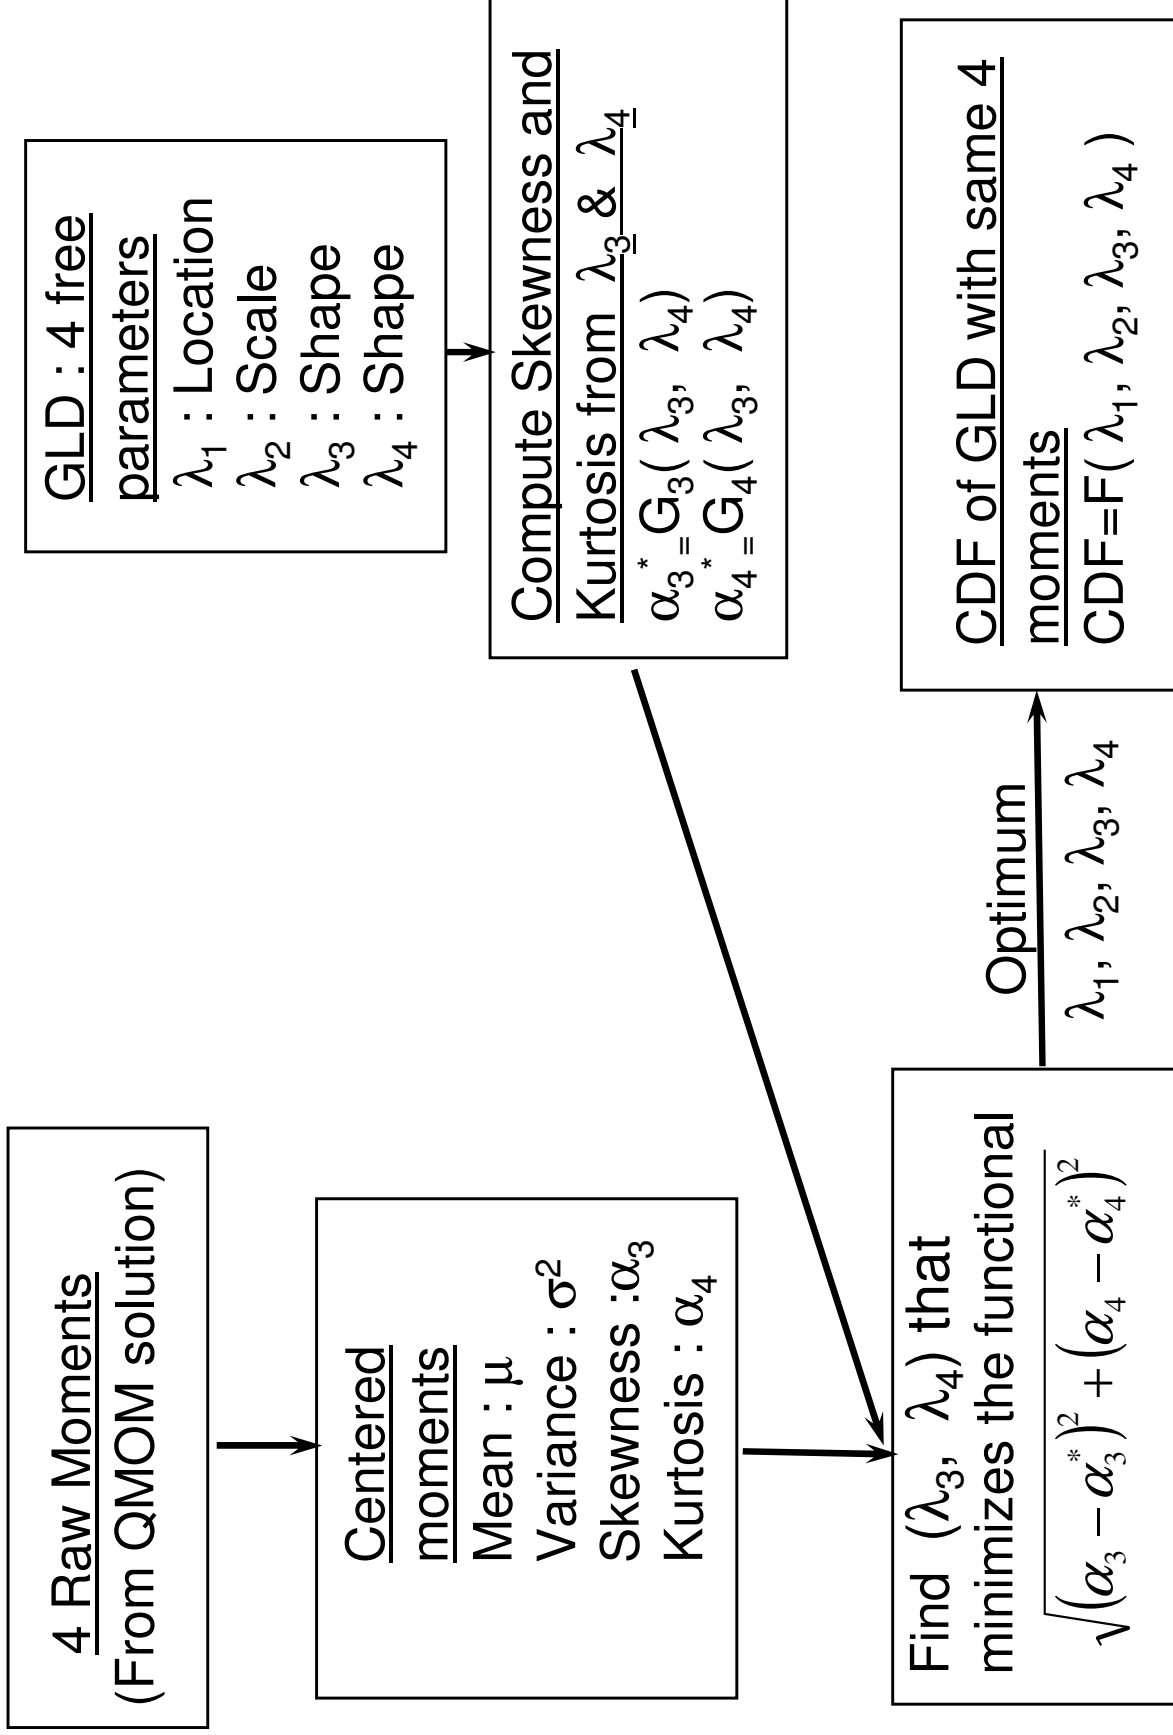 4 Raw Moments
(From QMOM solution)
Centered
moments
Mean : μ
Variance : σ²
Skewness :α₃
Kurtosis : α₄
GLD : 4 free
parameters
λ₁ : Location
λ₂ : Scale
λ₃ : Shape
λ₄ : Shape
Compute Skewness and
Kurtosis from λ₃ & λ₄
α₃* = G₃( λ₃, λ₄)
α₄* = G₄( λ₃, λ₄)
Find (λ₃, λ₄) that
minimizes the functional
√(α₃ − α₃*)² + (α₄ − α₄*)²
Optimum
λ₁, λ₂, λ₃, λ₄
CDF of GLD with same 4
moments
CDF=F( λ₁, λ₂, λ₃, λ₄ )